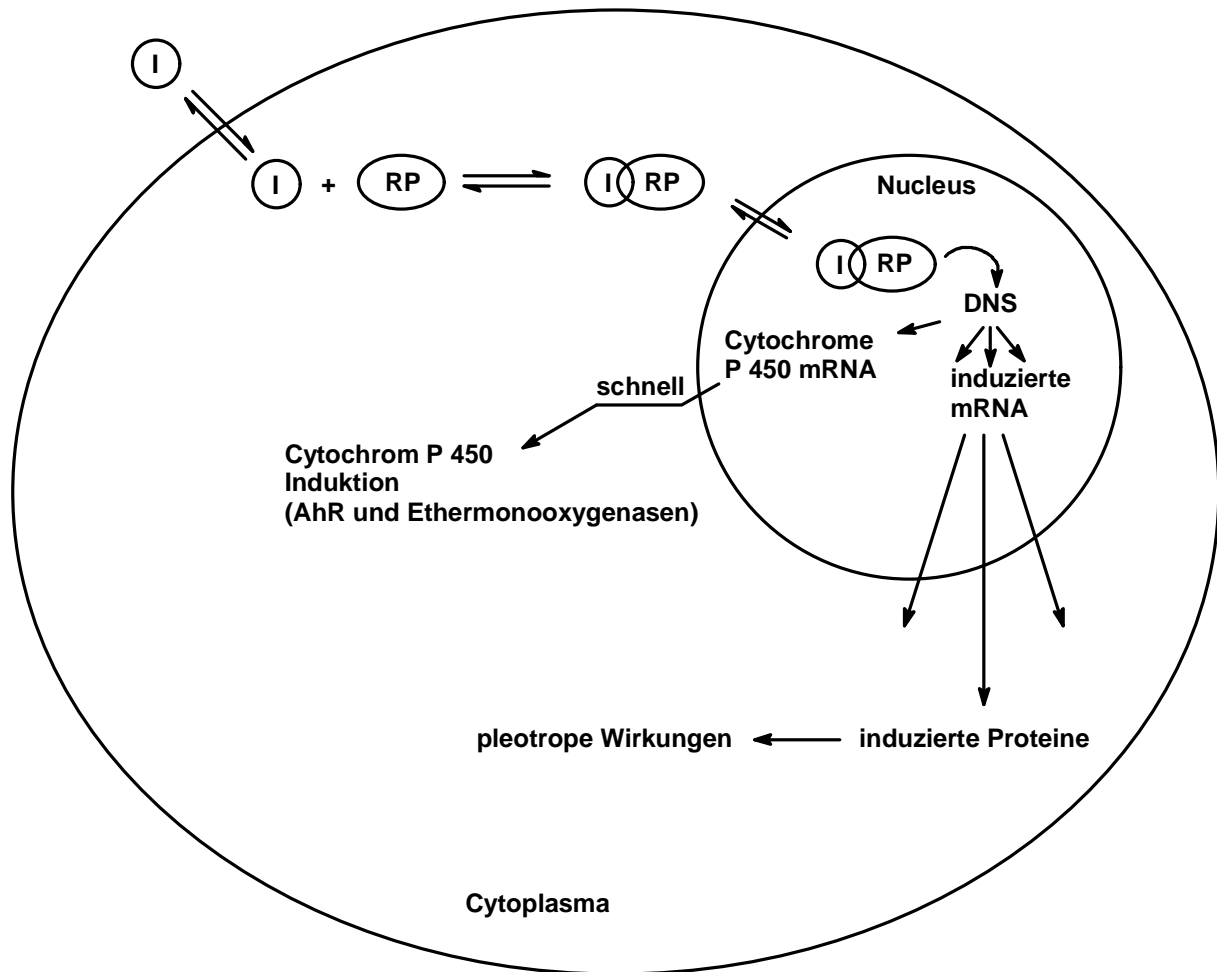 I
I + RP
I RP
Nucleus
I RP
DNS
Cytochrome
P 450 mRNA
induzierte
mRNA
schnell
Cytochrom P 450
Induktion
(AhR und Ethermonooxygenasen)
pleotrope Wirkungen
induzierte Proteine
Cytoplasma